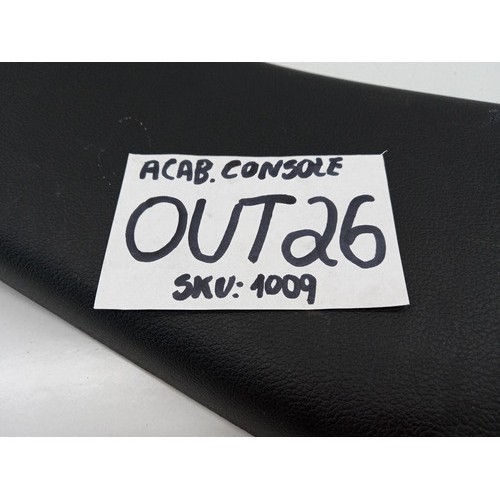 ACAB. CONSOLE
OUT26
SKU: 1009